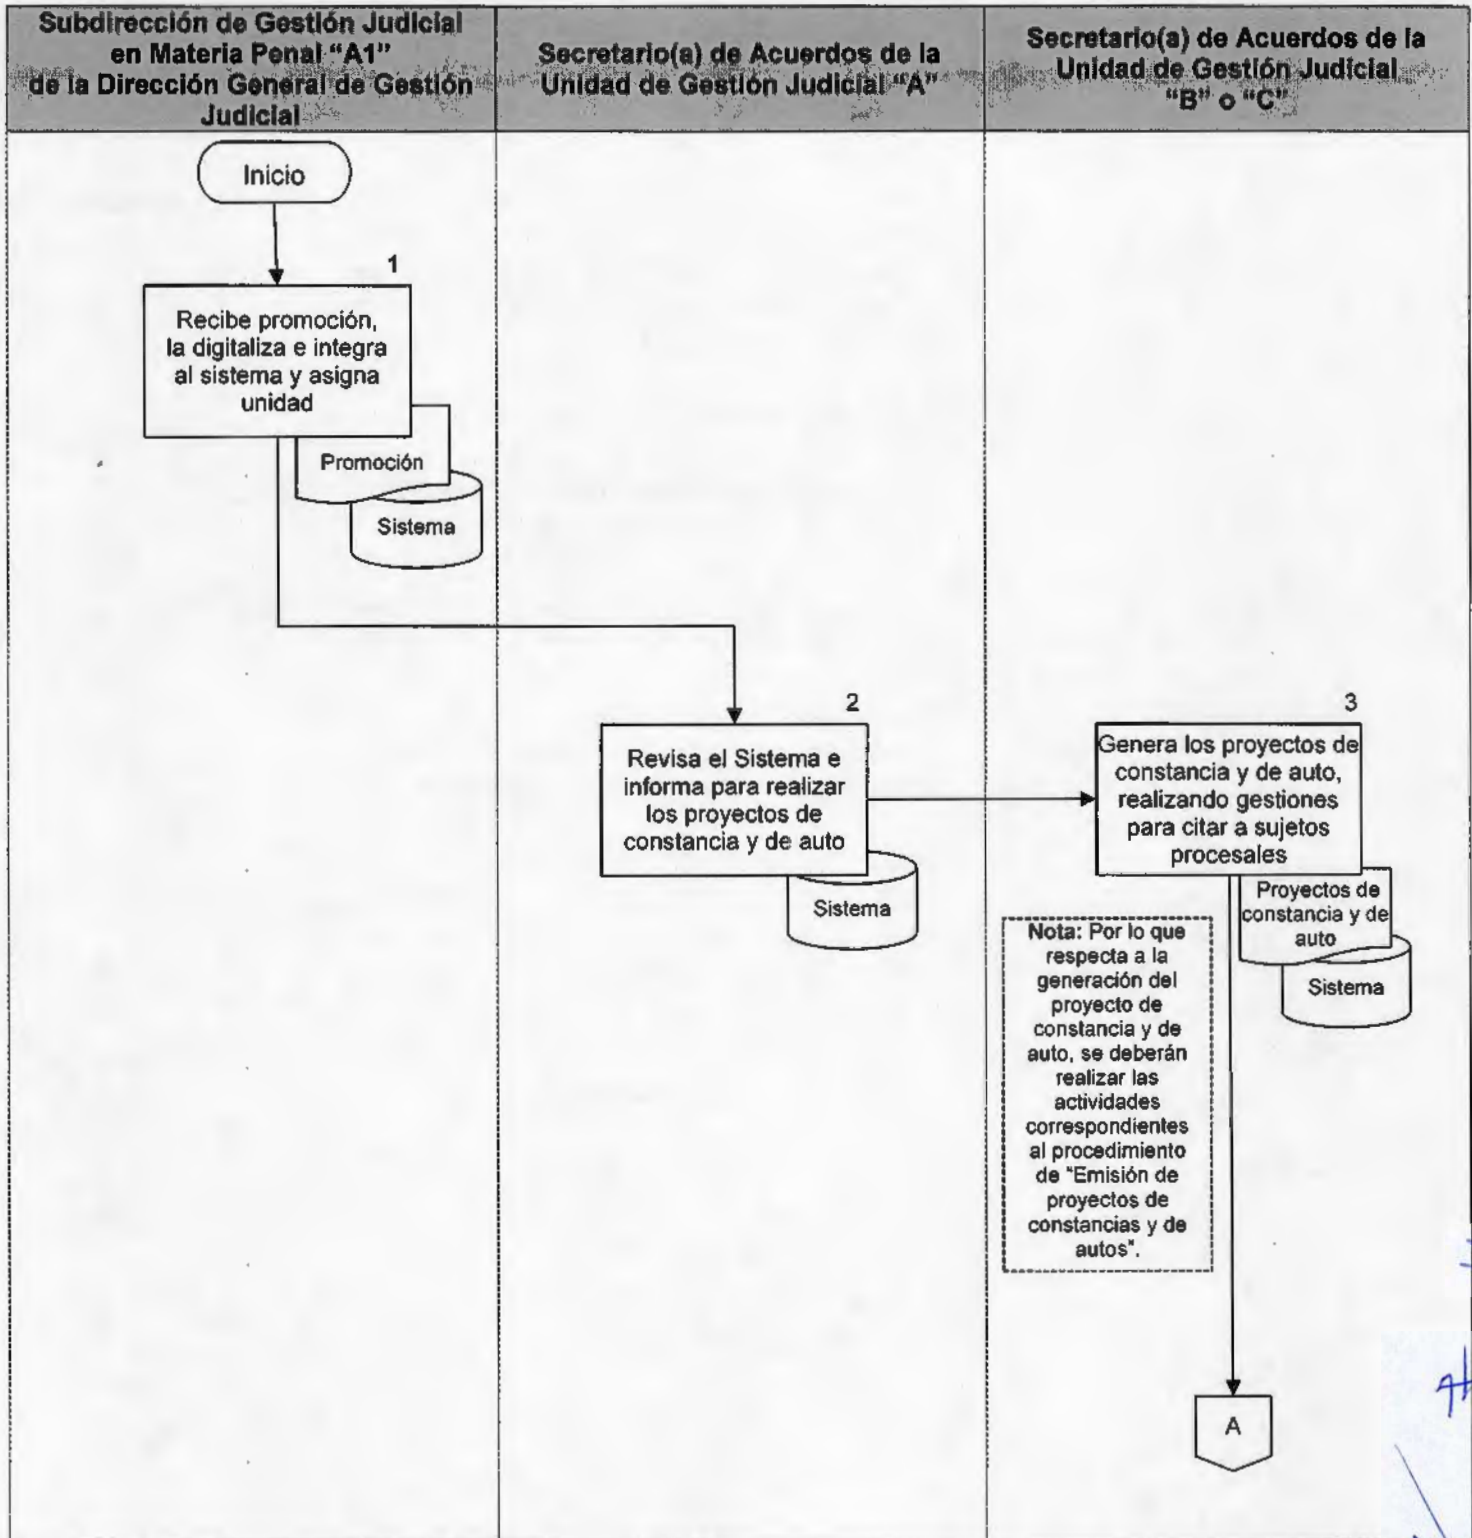 Subdirección de Gestión Judicial
en Materia Penal "A1"
de la Dirección General de Gestión
Judicial
Secretario(a) de Acuerdos de la
Unidad de Gestión Judicial "A"
Secretario(a) de Acuerdos de la
Unidad de Gestión Judicial
"B" o "C"
Inicio
1
Recibe promoción,
la digitaliza e integra
al sistema y asigna
unidad
Promoción
Sistema
2
Revisa el Sistema e
informa para realizar
los proyectos de
constancia y de auto
Sistema
3
Genera los proyectos de
constancia y de auto,
realizando gestiones
para citar a sujetos
procesales
Proyectos de
constancia y de
auto
Sistema
Nota: Por lo que
respecta a la
generación del
proyecto de
constancia y de
auto, se deberán
realizar las
actividades
correspondientes
al procedimiento
de "Emisión de
proyectos de
constancias y de
autos".
A